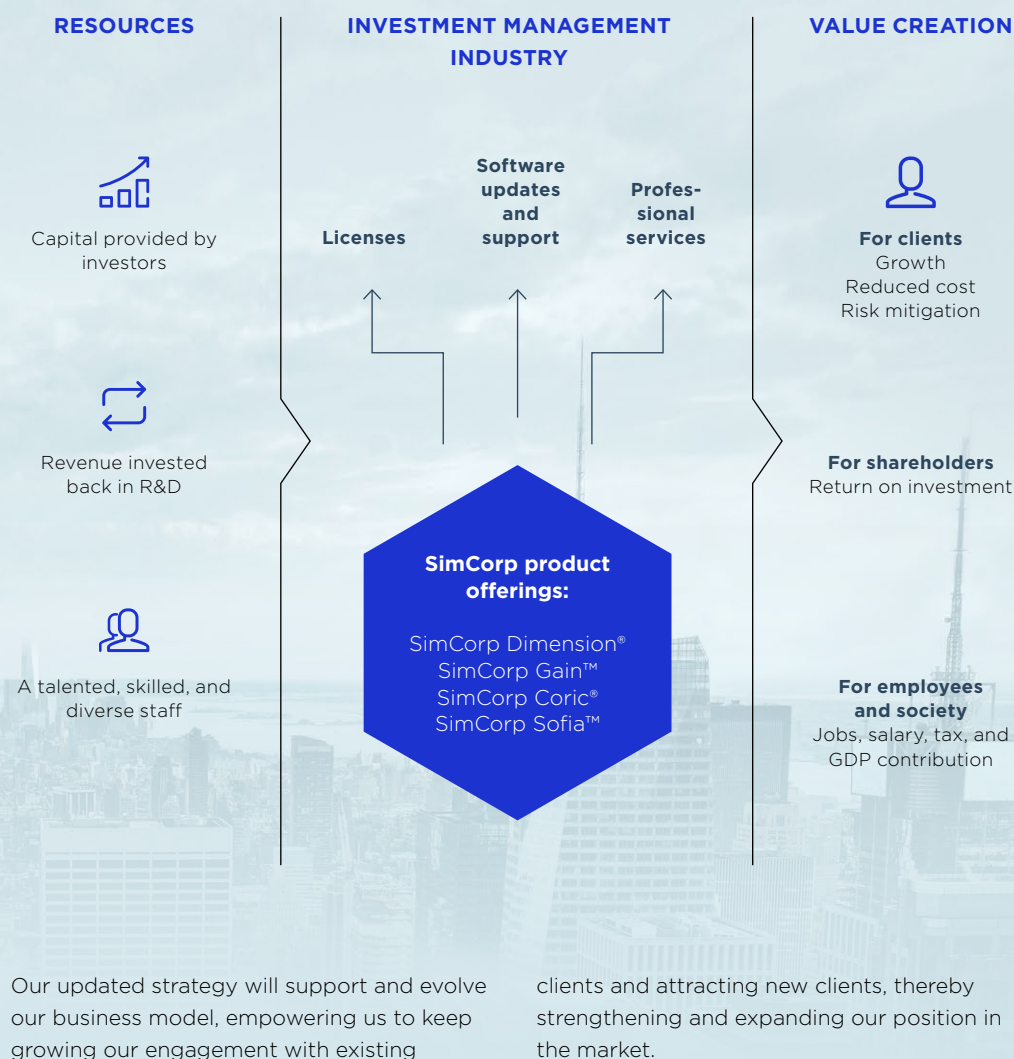 RESOURCES
Capital provided by
investors
Revenue invested
back in R&D
A talented, skilled, and
diverse staff
INVESTMENT MANAGEMENT
INDUSTRY
Licenses
Software
updates
and
support
Profes-
sional
services
SimCorp product
offerings:
SimCorp Dimension®
SimCorp Gain™
SimCorp Coric®
SimCorp Sofia™
VALUE CREATION
For clients
Growth
Reduced cost
Risk mitigation
For shareholders
Return on investment
For employees
and society
Jobs, salary, tax, and
GDP contribution
Our updated strategy will support and evolve
our business model, empowering us to keep
growing our engagement with existing
clients and attracting new clients, thereby
strengthening and expanding our position in
the market.